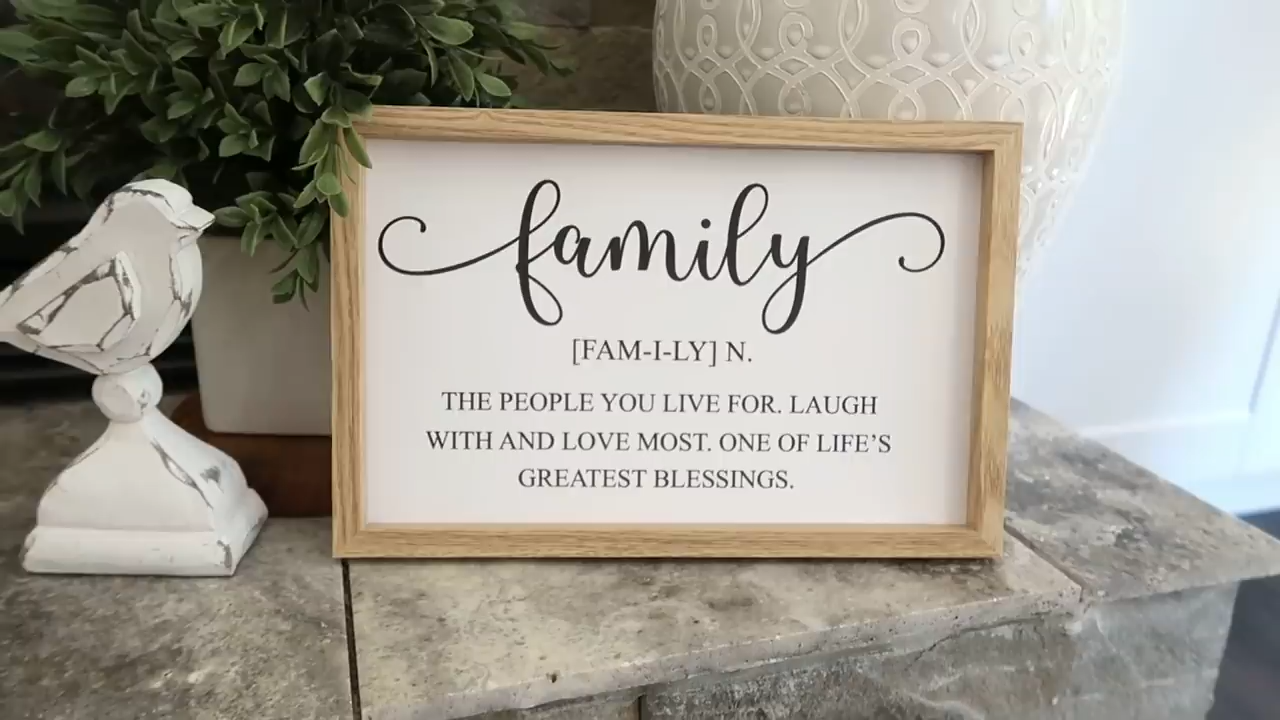 family
[FAM-I-LY] N.
THE PEOPLE YOU LIVE FOR. LAUGH
WITH AND LOVE MOST. ONE OF LIFE’S
GREATEST BLESSINGS.